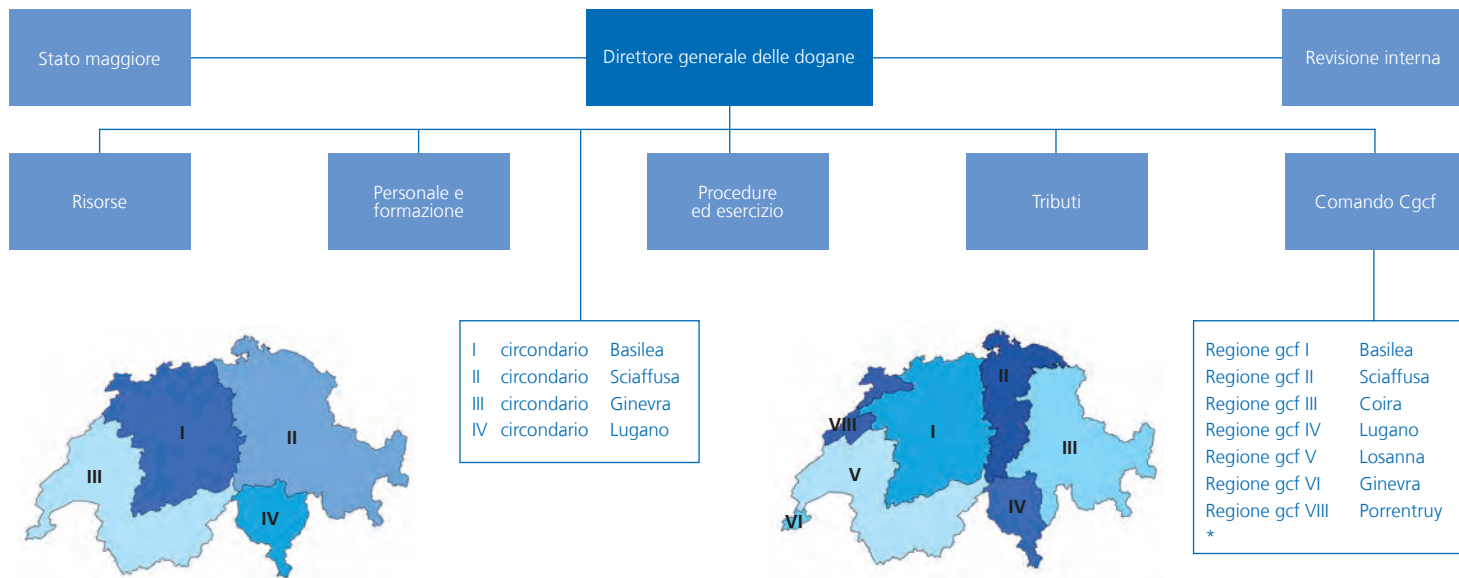 Stato maggiore
Direttore generale delle dogane
Revisione interna
Risorse
Personale e
formazione
Procedure
ed esercizio
Tributi
Comando Cgcf
I
II
III
IV
I circondario Basilea
II circondario Sciaffusa
III circondario Ginevra
IV circondario Lugano
II
VIII
I
III
V
IV
VI
Regione gcf I Basilea
Regione gcf II Sciaffusa
Regione gcf III Coira
Regione gcf IV Lugano
Regione gcf V Losanna
Regione gcf VI Ginevra
Regione gcf VIII Porrentruy
*